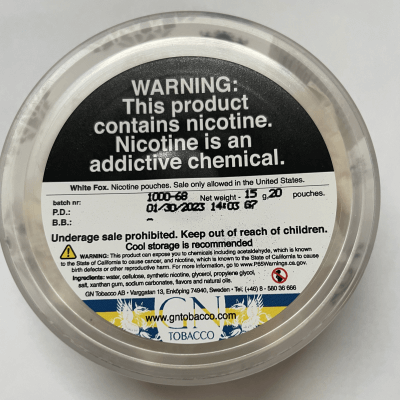 WARNING:
This product
contains nicotine.
Nicotine is an
addictive chemical.
White Fox. Nicotine pouches. Sale only allowed in the United States.
batch nr: 1000-68 Net weight - 15 g. 20 pouches.
P.D.: 01/30/2023 14:03 G7
B.B.:
Underage sale prohibited. Keep out of reach of children.
Cool storage is recommended
WARNING: This product can expose you to chemicals including acetaldehyde, which is known
to the State of California to cause cancer, and nicotine, which is known to the State of California to cause
birth defects or other reproductive harm. For more information, go to www.P65Warnings.ca.gov.
Ingredients: water, cellulose, synthetic nicotine, glycerol, propylene glycol,
salt, xanthan gum, sodium carbonates, flavors and natural oils.
GN Tobacco AB • Varggatan 13, Enköping 74940, Sweden • Tel. (+46) 8 - 560 36 666
GN
www.gntobacco.com
TOBACCO